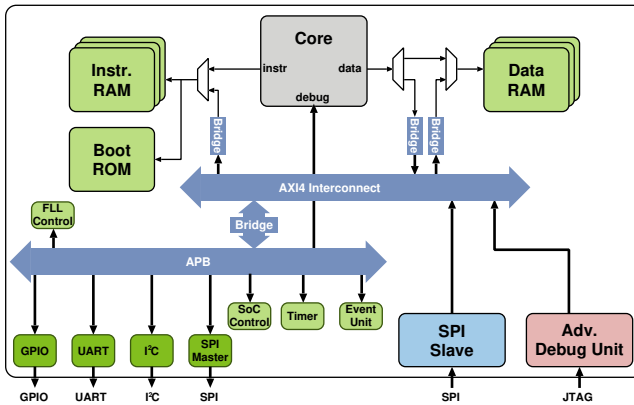 Core
instr
data
debug
Instr.
RAM
Data
RAM
Boot
ROM
Bridge
Bridge
Bridge
AXI4 Interconnect
FLL
Control
Bridge
APB
SoC
Control
Timer
Event
Unit
GPIO
UART
I²C
SPI
Master
SPI
Slave
Adv.
Debug Unit
GPIO
UART
I²C
SPI
SPI
JTAG